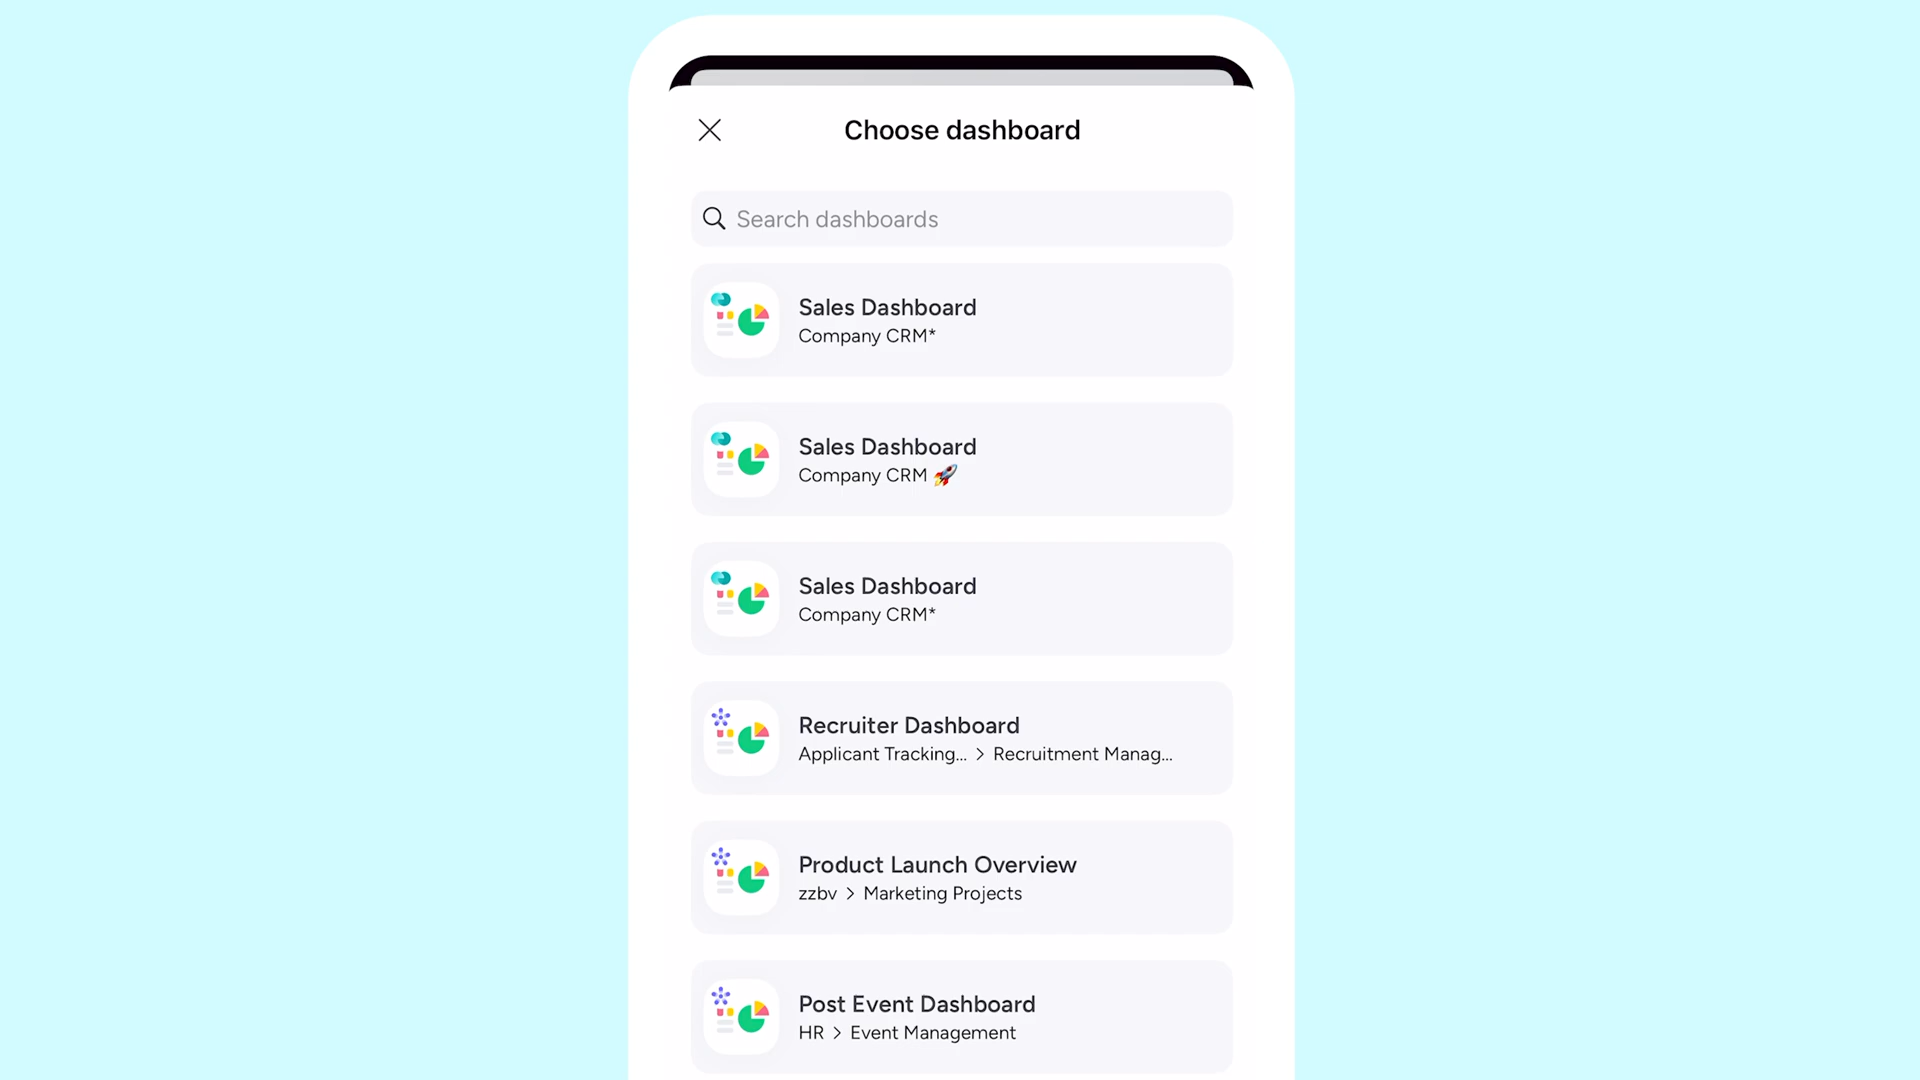 Choose dashboard
Search dashboards
Sales Dashboard
Company CRM*
Sales Dashboard
Company CRM 🚀
Sales Dashboard
Company CRM*
Recruiter Dashboard
Applicant Tracking... > Recruitment Manag...
Product Launch Overview
zzbv > Marketing Projects
Post Event Dashboard
HR > Event Management